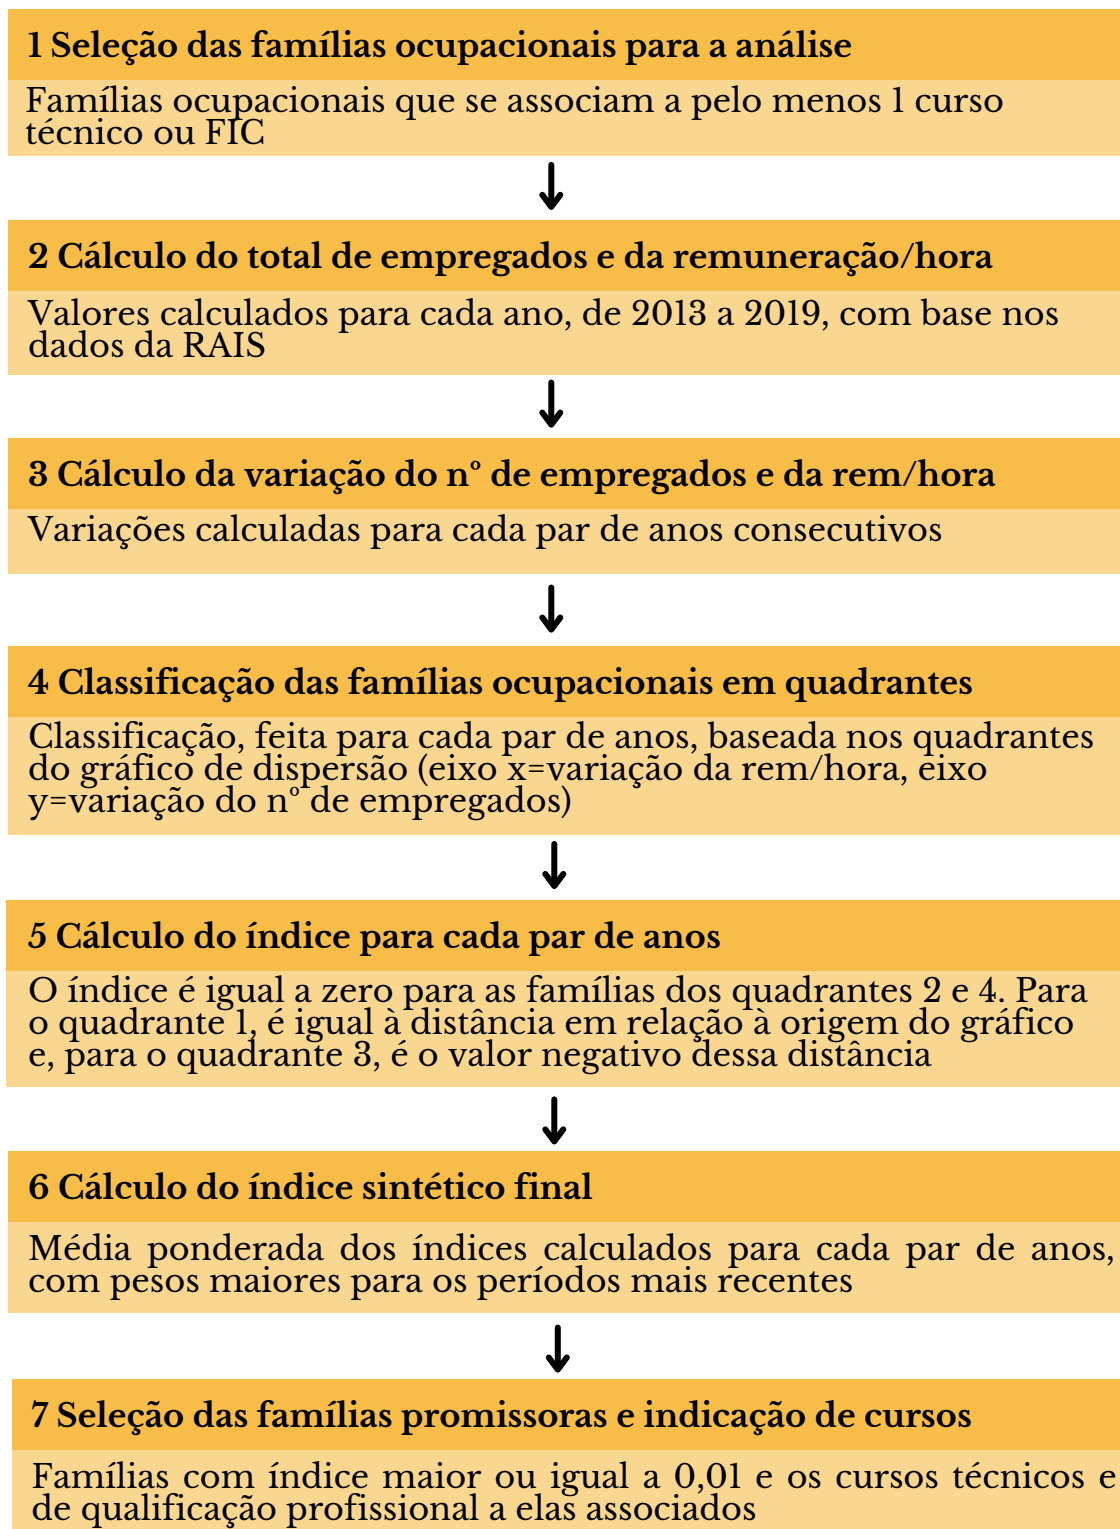 1 Seleção das famílias ocupacionais para a análise
Famílias ocupacionais que se associam a pelo menos 1 curso
técnico ou FIC
2 Cálculo do total de empregados e da remuneração/hora
Valores calculados para cada ano, de 2013 a 2019, com base nos
dados da RAIS
3 Cálculo da variação do nº de empregados e da rem/hora
Variações calculadas para cada par de anos consecutivos
4 Classificação das famílias ocupacionais em quadrantes
Classificação, feita para cada par de anos, baseada nos quadrantes
do gráfico de dispersão (eixo x=variação da rem/hora, eixo
y=variação do nº de empregados)
5 Cálculo do índice para cada par de anos
O índice é igual a zero para as famílias dos quadrantes 2 e 4. Para
o quadrante 1, é igual à distância em relação à origem do gráfico
e, para o quadrante 3, é o valor negativo dessa distância
6 Cálculo do índice sintético final
Média ponderada dos índices calculados para cada par de anos,
com pesos maiores para os períodos mais recentes
7 Seleção das famílias promissoras e indicação de cursos
Famílias com índice maior ou igual a 0,01 e os cursos técnicos e
de qualificação profissional a elas associados